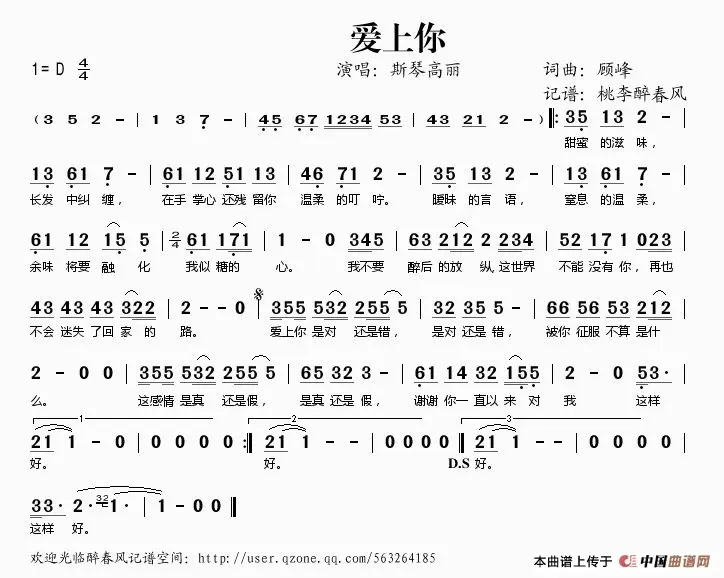 爱上你
1=D 4/4 演唱：斯琴高丽 词曲：顾峰
记谱：桃李醉春风
(3 5 2 - | 1 3 7 - | 45 67 1234 53 | 43 21 2 - ) ‖: 35 13 2 - |
甜蜜 的滋 味，
13 61 7 - | 61 12 51 13 | 46 71 2 - | 35 13 2 - | 13 61 5 - |
长发 中纠 缠， 在手 掌心 还残 留你 温柔 的叮 咛。 暧昧 的言 语， 窒息 的温 柔，
61 12 15 5 | 2/4 61 171 | 1 - 0 345 | 63 212 2 234 | 52 17 1 023 |
余味 将要 融 化 我似 糖的 心。 我不要 醉后 的放 纵，这世界 不能 没有 你，再也
43 43 43 322 | 2 - - 0 | 355 532 255 5 | 32 35 5 - | 66 56 53 212 |
不会 迷失 了回 家 的 路。 爱上你 是对 还是错， 是对 还是 错， 被你 征服 不算 是什
2 - 0 0 | 355 532 255 5 | 65 32 3 - | 61 14 32 155 | 2 - 0 53· |
么。 这感情 是真 还是假， 是真 还是 假， 谢谢 你一 直以 来 对 我 这样
1 2 3
21 1 - 0 | 0 0 0 0 :‖ 21 1 - - | 0 0 0 0 ‖ 21 1 - - | 0 0 0 0 |
好。 好。 D.S 好。
33· 2· 32 1· | 1 - 0 0 ‖
这样 好。
欢迎光临醉春风记谱空间：http://user.qzone.qq.com/563264185
本曲谱上传于 中国曲谱网